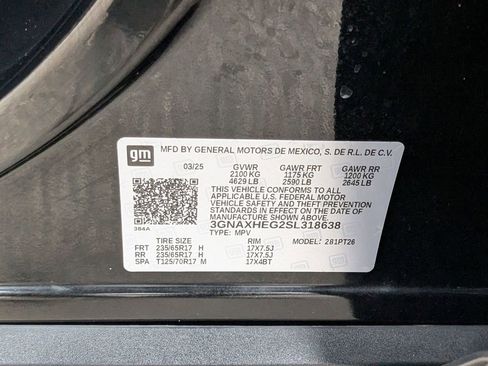 gm
MFD BY GENERAL MOTORS DE MEXICO, S. DE R.L. DE C.V.
03/25 GVWR GAWR FRT GAWR RR
2100 KG 1175 KG 1200 KG
4629 LB 2590 LB 2645 LB
THIS VEHICLE CONFORMS TO ALL
APPLICABLE U.S. FEDERAL MOTOR
VEHICLE SAFETY AND THEFT PREVENTION
STANDARDS IN EFFECT ON THE DATE OF
MANUFACTURE SHOWN ABOVE.
3GNAXHEG2SL318638
TYPE: MPV
384A
TIRE SIZE RIM MODEL: 281PT26
FRT 235/65R17 H 17X7.5J
RR 235/65R17 H 17X7.5J
SPA T125/70R17 M 17X4BT